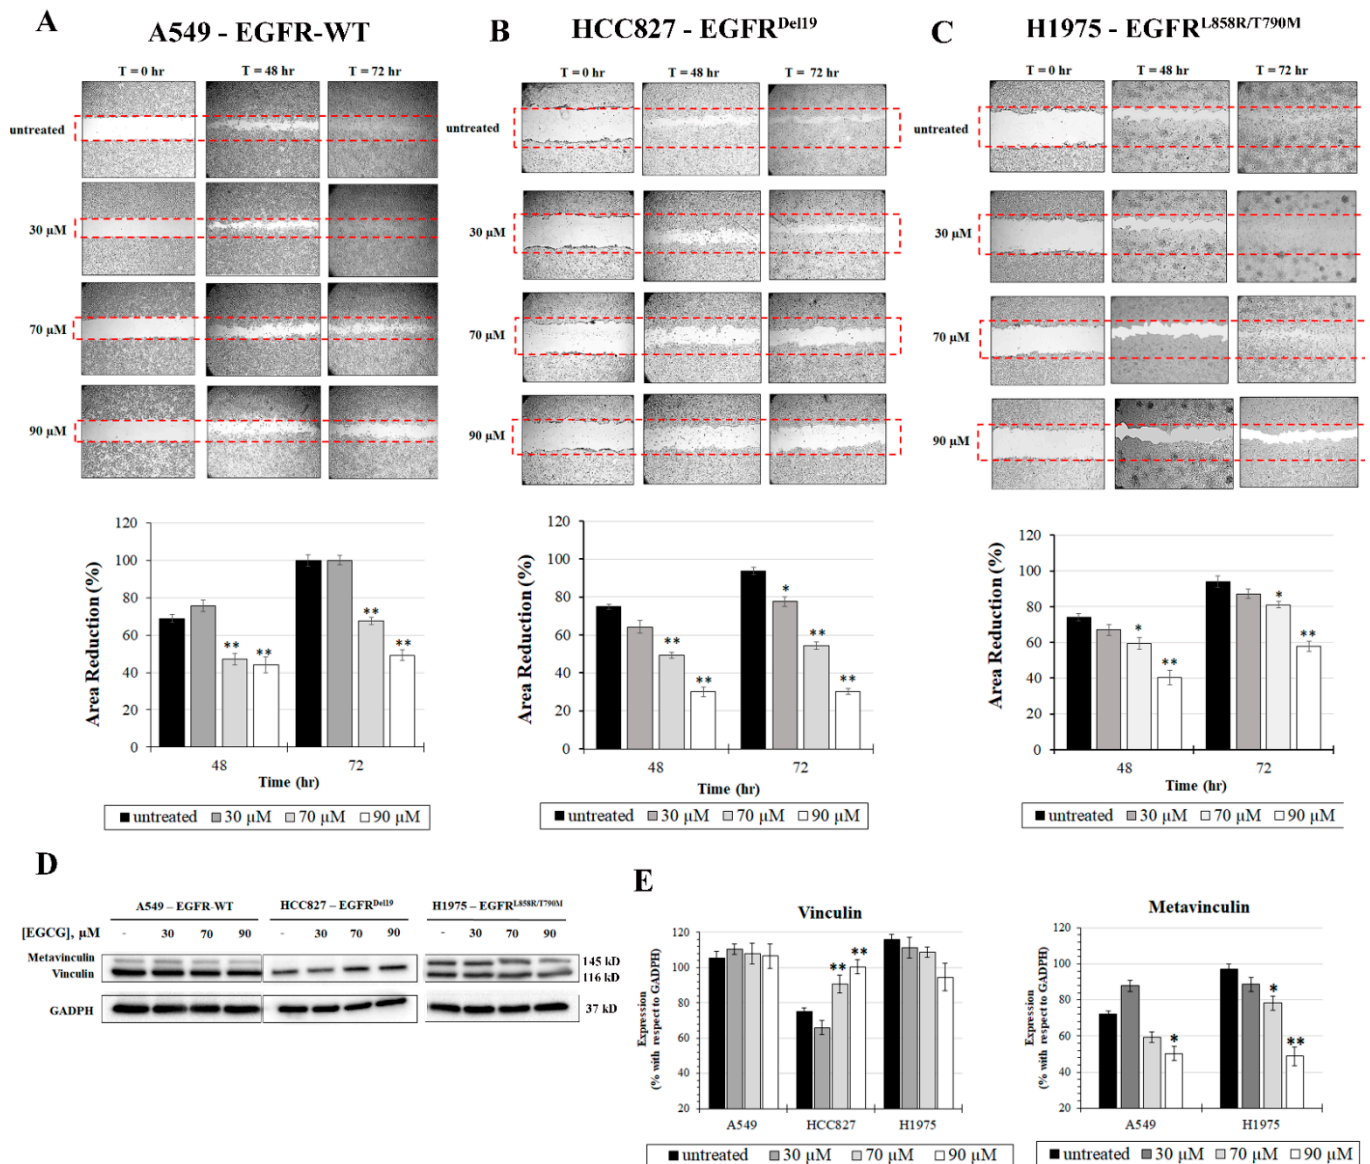 A
A549 - EGFR-WT
T = 0 hr T = 48 hr T = 72 hr
untreated
30 µM
70 µM
90 µM
120
100
80
60
40
20
0
Area Reduction (%)
** ** ** **
48 72
Time (hr)
untreated 30 µM 70 µM 90 µM
B
HCC827 - EGFRDel19
T = 0 hr T = 48 hr T = 72 hr
untreated
30 µM
70 µM
90 µM
120
100
80
60
40
20
0
Area Reduction (%)
** ** * ** **
48 72
Time (hr)
untreated 30 µM 70 µM 90 µM
C
H1975 - EGFRL858R/T790M
T = 0 hr T = 48 hr T = 72 hr
untreated
30 µM
70 µM
90 µM
120
100
80
60
40
20
0
Area Reduction (%)
* ** * **
48 72
Time (hr)
untreated 30 µM 70 µM 90 µM
D
A549 – EGFR-WT HCC827 – EGFRDel19 H1975 – EGFRL858R/T790M
[EGCG], µM - 30 70 90 - 30 70 90 - 30 70 90
Metavinculin 145 kD
Vinculin 116 kD
GADPH 37 kD
E
Vinculin
120
100
80
60
40
20
Expression
(% with respect to GADPH)
** **
A549 HCC827 H1975
untreated 30 µM 70 µM 90 µM
Metavinculin
120
100
80
60
40
20
Expression
(% with respect to GADPH)
* * **
A549 H1975
untreated 30 µM 70 µM 90 µM